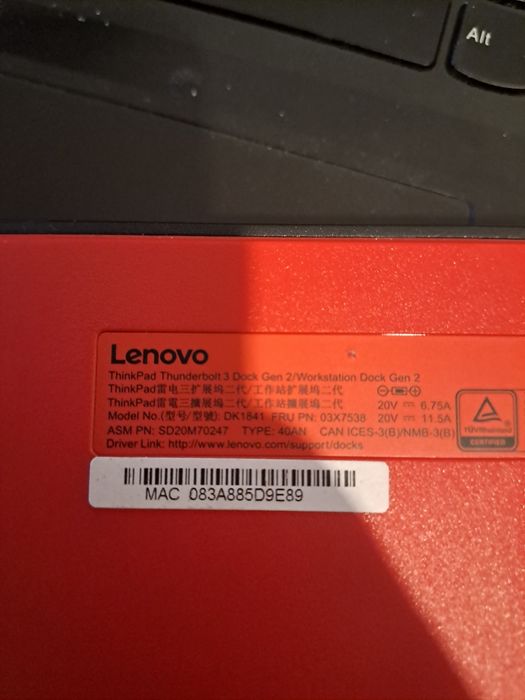 Alt
Lenovo
ThinkPad Thunderbolt 3 Dock Gen 2/Workstation Dock Gen 2
ThinkPad雷电三扩展坞二代/工作站扩展坞二代
ThinkPad雷電三擴展塢二代/工作站擴展塢二代
20V ⎓ 6.75A
Model No.(型号/型號): DK1841 FRU PN: 03X7538 20V ⎓ 11.5A
ASM PN: SD20M70247 TYPE: 40AN CAN ICES-3(B)/NMB-3(B)
Driver Link: http://www.lenovo.com/support/docks
TÜVRheinland
CERTIFIED
MAC 083A885D9E89